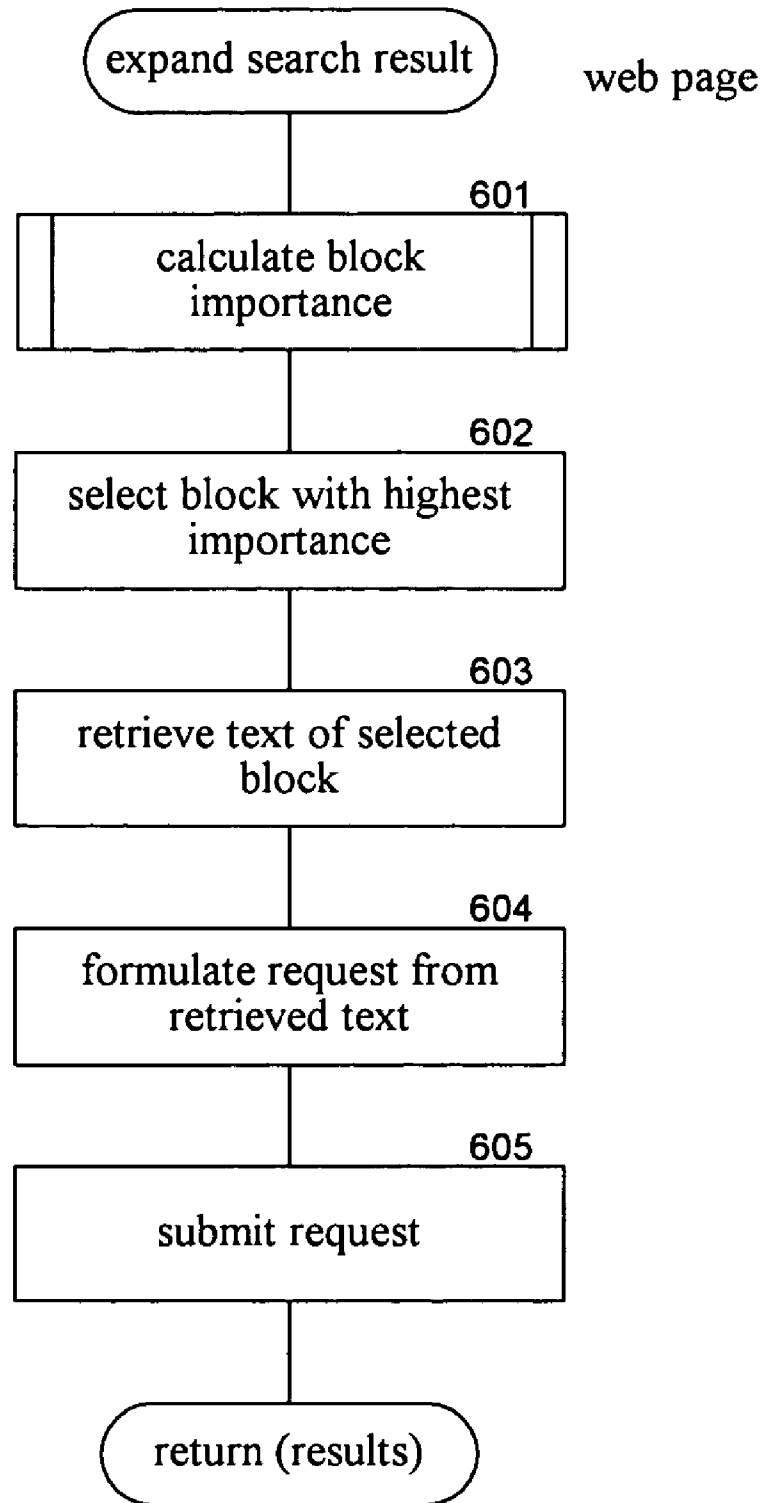 expand search result
web page
601
calculate block
importance
602
select block with highest
importance
603
retrieve text of selected
block
604
formulate request from
retrieved text
605
submit request
return (results)